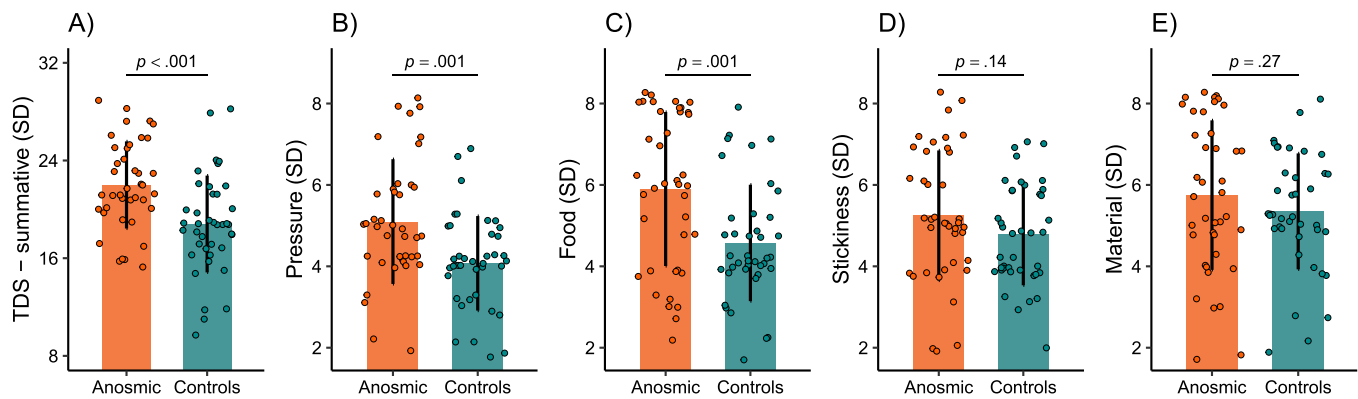 A)
TDS − summative (SD)
32
24
16
8
p < .001
Anosmic Controls
B)
Pressure (SD)
8
6
4
2
p = .001
Anosmic Controls
C)
Food (SD)
8
6
4
2
p = .001
Anosmic Controls
D)
Stickiness (SD)
8
6
4
2
p = .14
Anosmic Controls
E)
Material (SD)
8
6
4
2
p = .27
Anosmic Controls